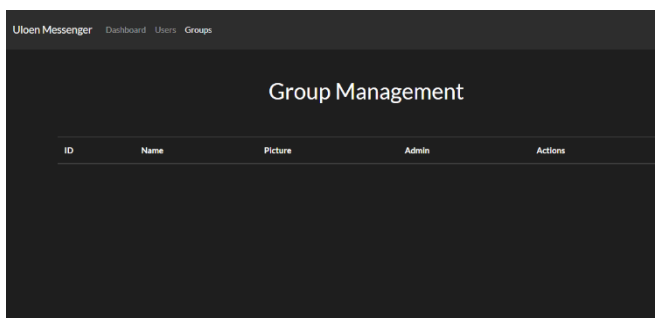 Uloen Messenger Dashboard Users Groups
Group Management
ID Name Picture Admin Actions